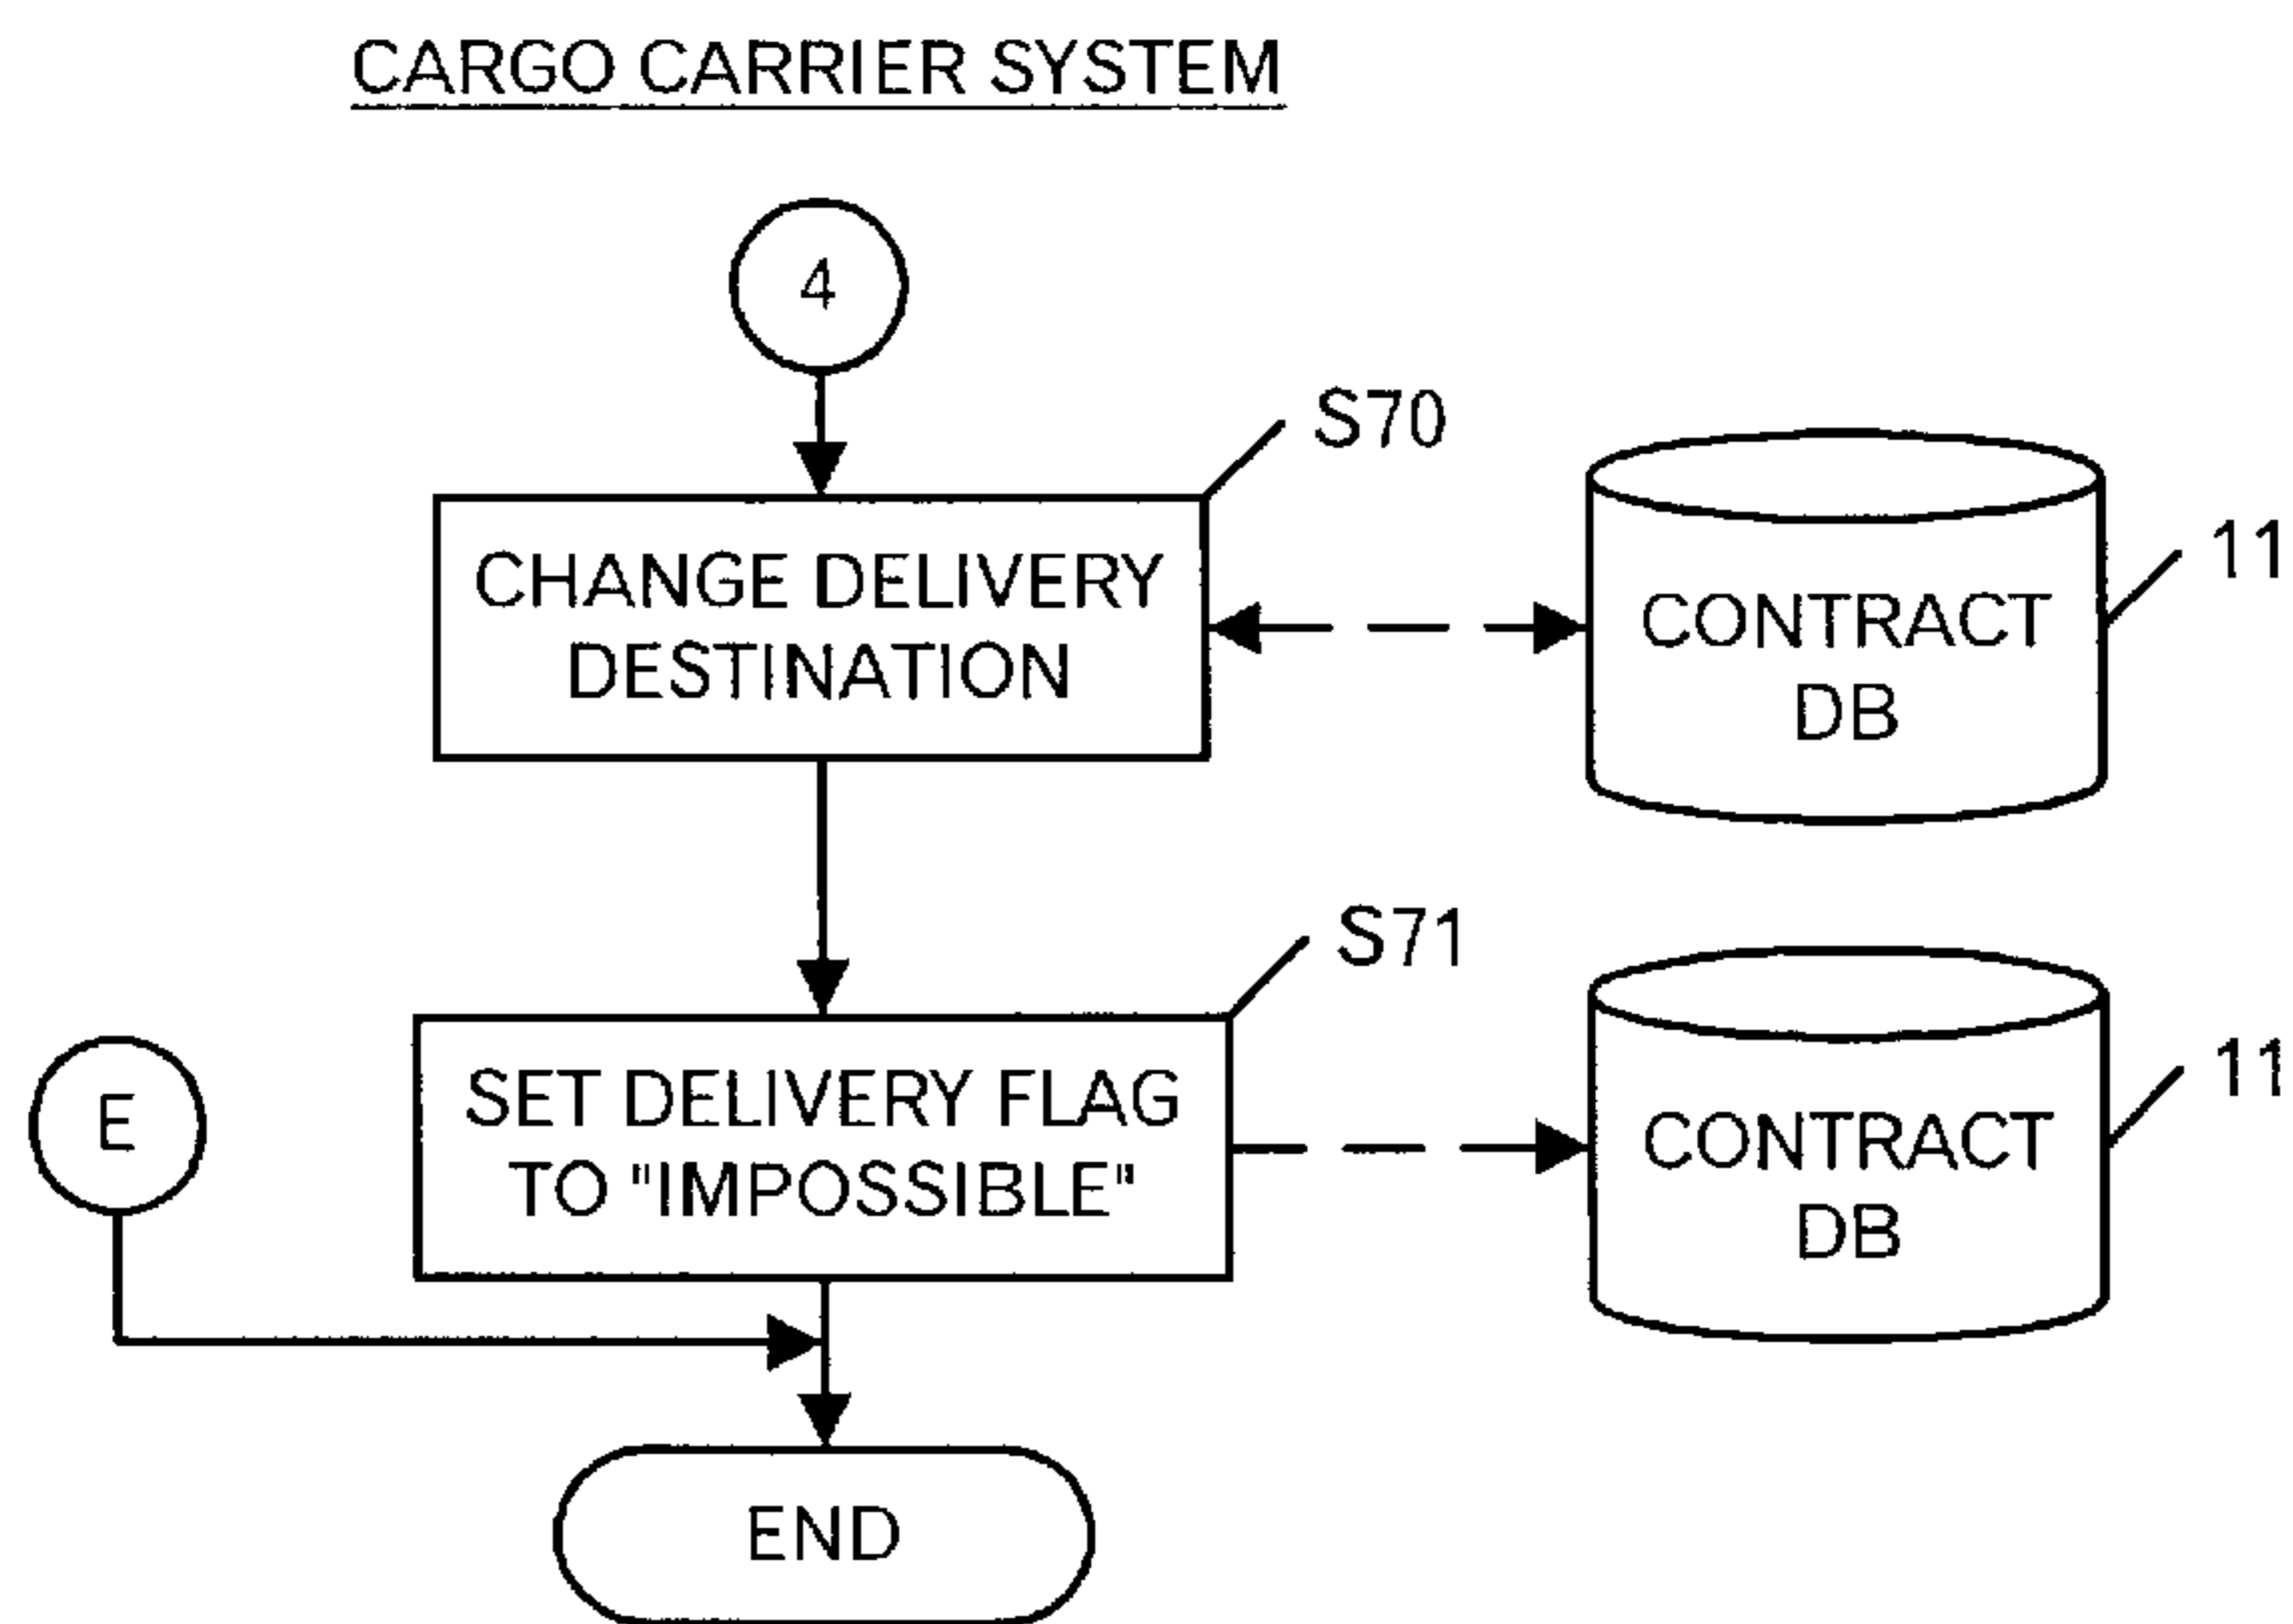 CARGO CARRIER SYSTEM
4
S70
CHANGE DELIVERY
DESTINATION
CONTRACT
DB
11
S71
SET DELIVERY FLAG
TO "IMPOSSIBLE"
CONTRACT
DB
11
E
END